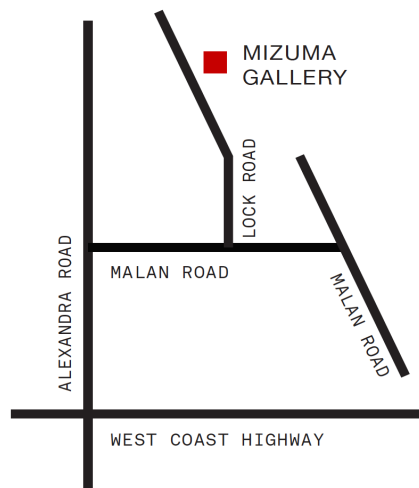 MIZUMA
GALLERY
LOCK ROAD
ALEXANDRA ROAD
MALAN ROAD
MALAN ROAD
WEST COAST HIGHWAY